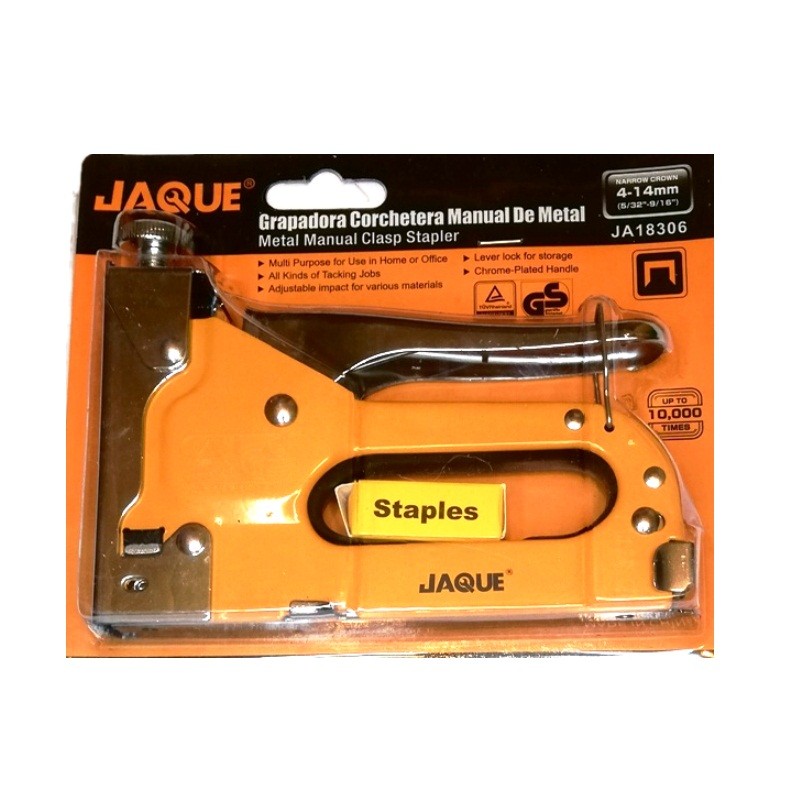 JAQUE®
Grapadora Corchetera Manual De Metal
Metal Manual Clasp Stapler
NARROW CROWN
4-14mm
(5/32"-9/16")
JA18306
▶ Multi Purpose for Use in Home or Office
▶ All Kinds of Tacking Jobs
▶ Adjustable impact for various materials
▶ Lever lock for storage
▶ Chrome-Plated Handle
GS
UP TO
10,000
TIMES
Staples
JAQUE®